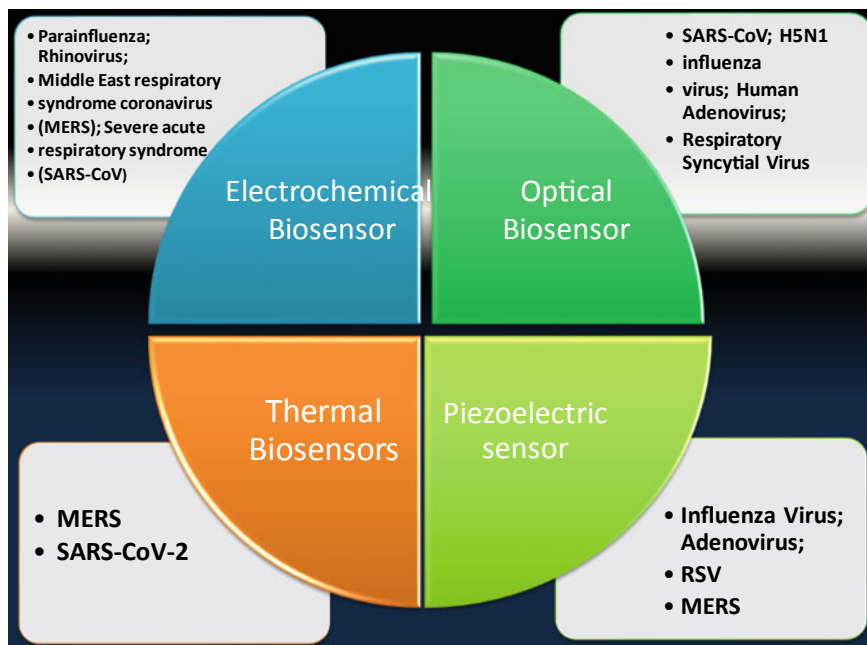 • Parainfluenza;
Rhinovirus;
• Middle East respiratory
• syndrome coronavirus
• (MERS); Severe acute
• respiratory syndrome
• (SARS-CoV)
• SARS-CoV; H5N1
• influenza
• virus; Human
Adenovirus;
• Respiratory
Syncytial Virus
Electrochemical
Biosensor
Optical
Biosensor
Thermal
Biosensors
Piezoelectric
sensor
• MERS
• SARS-CoV-2
• Influenza Virus;
Adenovirus;
• RSV
• MERS